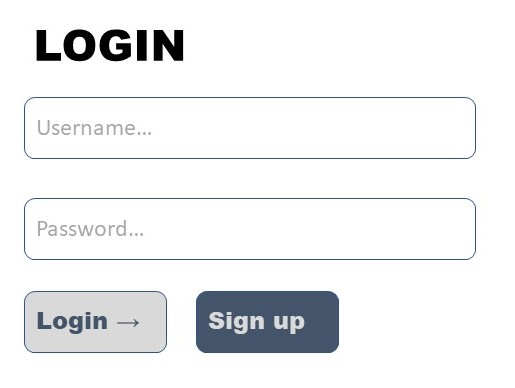 LOGIN
Username...
Password...
Login →
Sign up